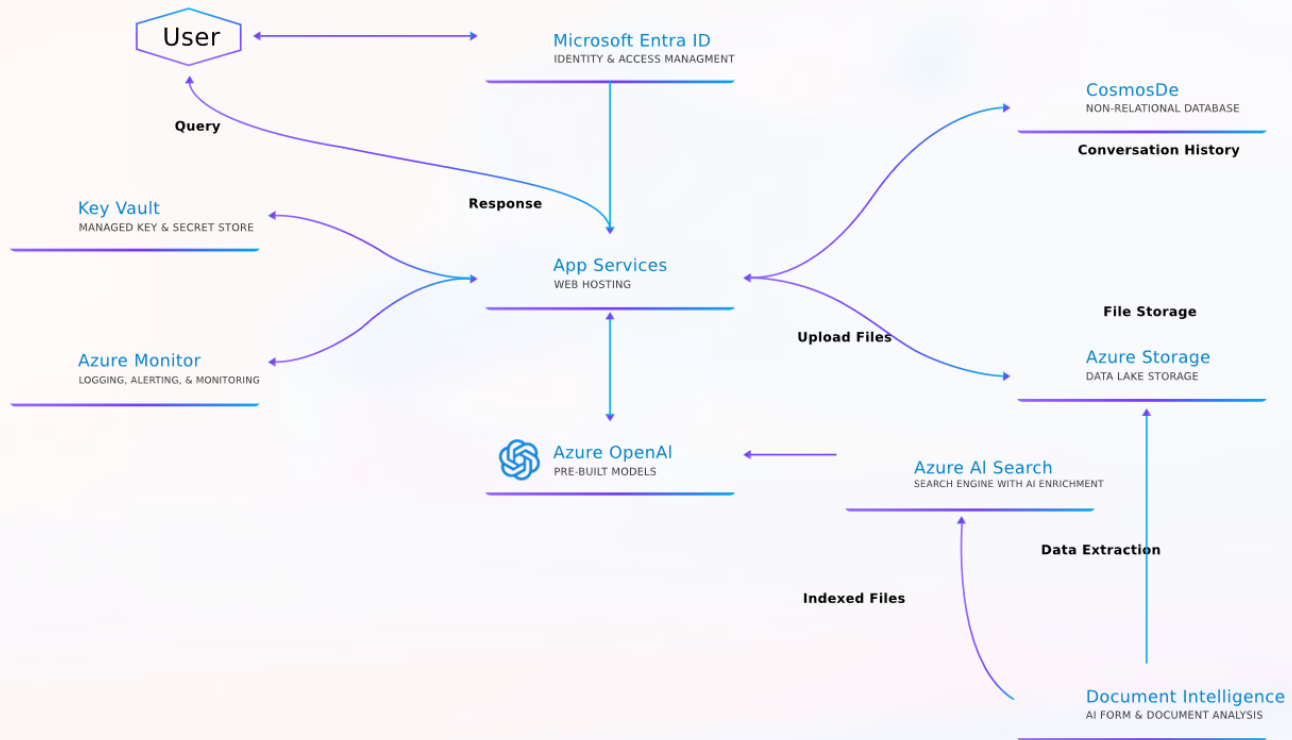 User
Microsoft Entra ID
IDENTITY & ACCESS MANAGMENT
CosmosDe
NON-RELATIONAL DATABASE
Conversation History
Query
Response
Key Vault
MANAGED KEY & SECRET STORE
App Services
WEB HOSTING
File Storage
Upload Files
Azure Monitor
LOGGING, ALERTING, & MONITORING
Azure Storage
DATA LAKE STORAGE
Azure OpenAI
PRE-BUILT MODELS
Azure AI Search
SEARCH ENGINE WITH AI ENRICHMENT
Data Extraction
Indexed Files
Document Intelligence
AI FORM & DOCUMENT ANALYSIS